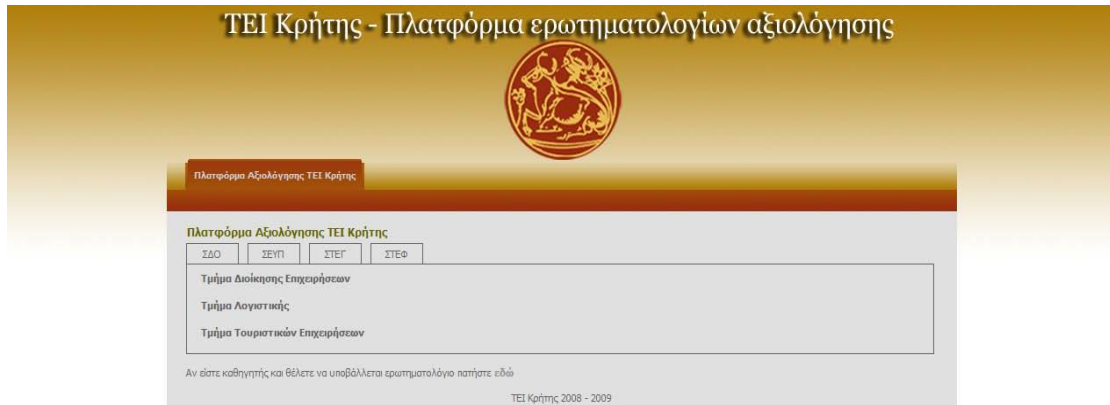 ΤΕΙ Κρήτης - Πλατφόρμα ερωτηματολογίων αξιολόγησης
Πλατφόρμα Αξιολόγησης ΤΕΙ Κρήτης
Πλατφόρμα Αξιολόγησης ΤΕΙ Κρήτης
ΣΔΟ ΣΕΥΠ ΣΤΕΓ ΣΤΕΦ
Τμήμα Διοίκησης Επιχειρήσεων
Τμήμα Λογιστικής
Τμήμα Τουριστικών Επιχειρήσεων
Αν είστε καθηγητής και θέλετε να υποβάλλεται ερωτηματολόγιο πατήστε εδώ
ΤΕΙ Κρήτης 2008 - 2009